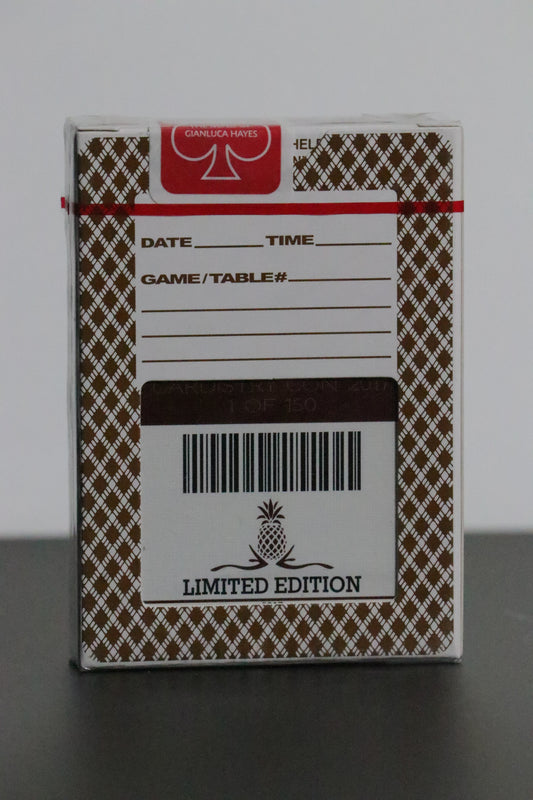 GIANLUCA HAYES
DATE TIME
GAME/TABLE#
CARDISTRY CON 2017
1 OF 150
LIMITED EDITION